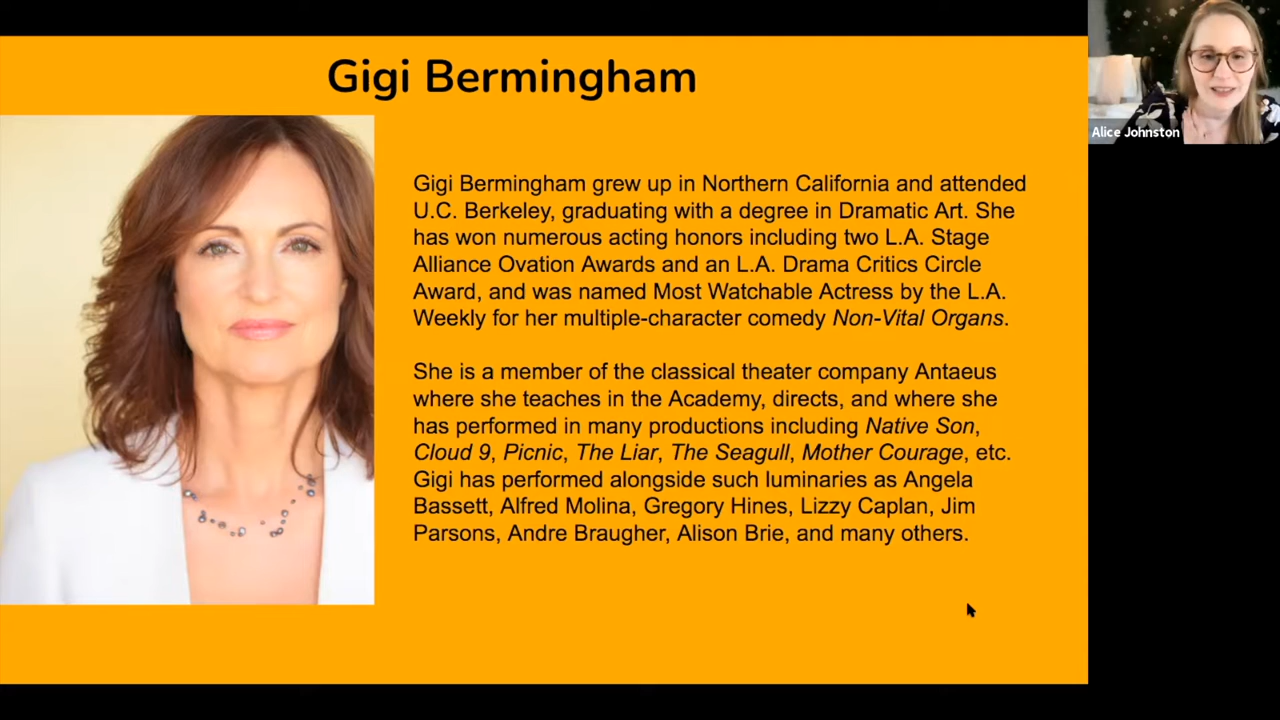 Gigi Bermingham
Alice Johnston
Gigi Bermingham grew up in Northern California and attended
U.C. Berkeley, graduating with a degree in Dramatic Art. She
has won numerous acting honors including two L.A. Stage
Alliance Ovation Awards and an L.A. Drama Critics Circle
Award, and was named Most Watchable Actress by the L.A.
Weekly for her multiple-character comedy Non-Vital Organs.
She is a member of the classical theater company Antaeus
where she teaches in the Academy, directs, and where she
has performed in many productions including Native Son,
Cloud 9, Picnic, The Liar, The Seagull, Mother Courage, etc.
Gigi has performed alongside such luminaries as Angela
Bassett, Alfred Molina, Gregory Hines, Lizzy Caplan, Jim
Parsons, Andre Braugher, Alison Brie, and many others.